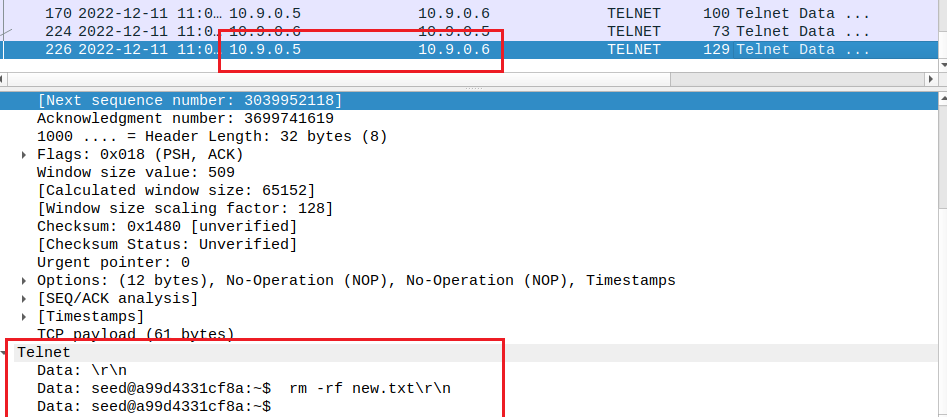 170 2022-12-11 11:0… 10.9.0.5 10.9.0.6 TELNET 100 Telnet Data ...
224 2022-12-11 11:0… 10.9.0.6 10.9.0.5 TELNET 73 Telnet Data ...
226 2022-12-11 11:0… 10.9.0.5 10.9.0.6 TELNET 129 Telnet Data ...
[Next sequence number: 3039952118]
Acknowledgment number: 3699741619
1000 .... = Header Length: 32 bytes (8)
Flags: 0x018 (PSH, ACK)
Window size value: 509
[Calculated window size: 65152]
[Window size scaling factor: 128]
Checksum: 0x1480 [unverified]
[Checksum Status: Unverified]
Urgent pointer: 0
Options: (12 bytes), No-Operation (NOP), No-Operation (NOP), Timestamps
[SEQ/ACK analysis]
[Timestamps]
TCP payload (61 bytes)
Telnet
Data: \r\n
Data: seed@a99d4331cf8a:~$  rm -rf new.txt\r\n
Data: seed@a99d4331cf8a:~$